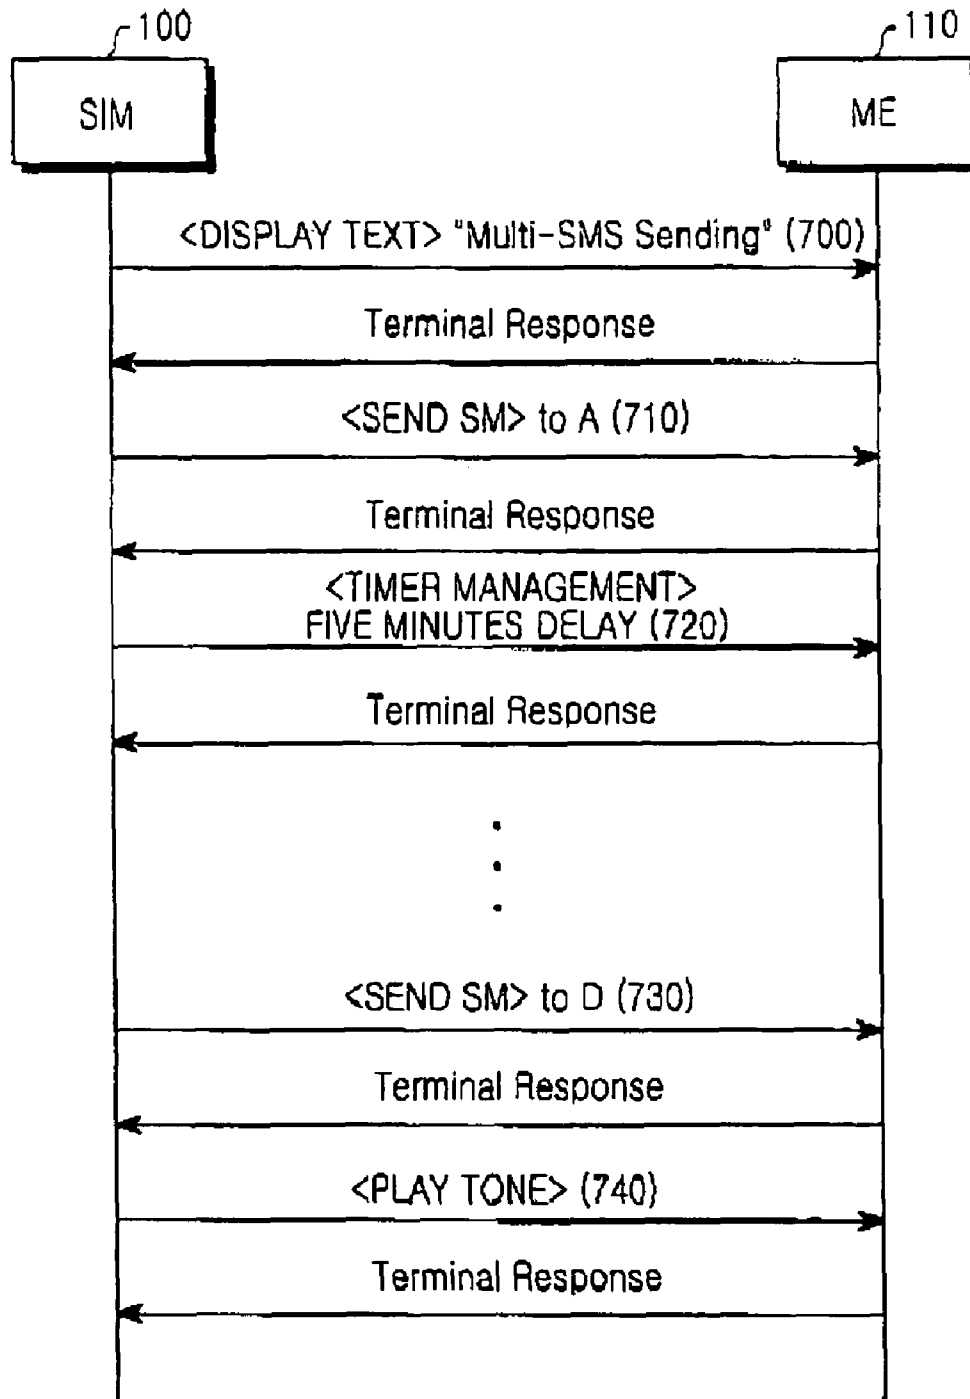 100
110
SIM
ME
<DISPLAY TEXT> "Multi-SMS Sending" (700)
Terminal Response
<SEND SM> to A (710)
Terminal Response
<TIMER MANAGEMENT>
FIVE MINUTES DELAY (720)
Terminal Response
<SEND SM> to D (730)
Terminal Response
<PLAY TONE> (740)
Terminal Response